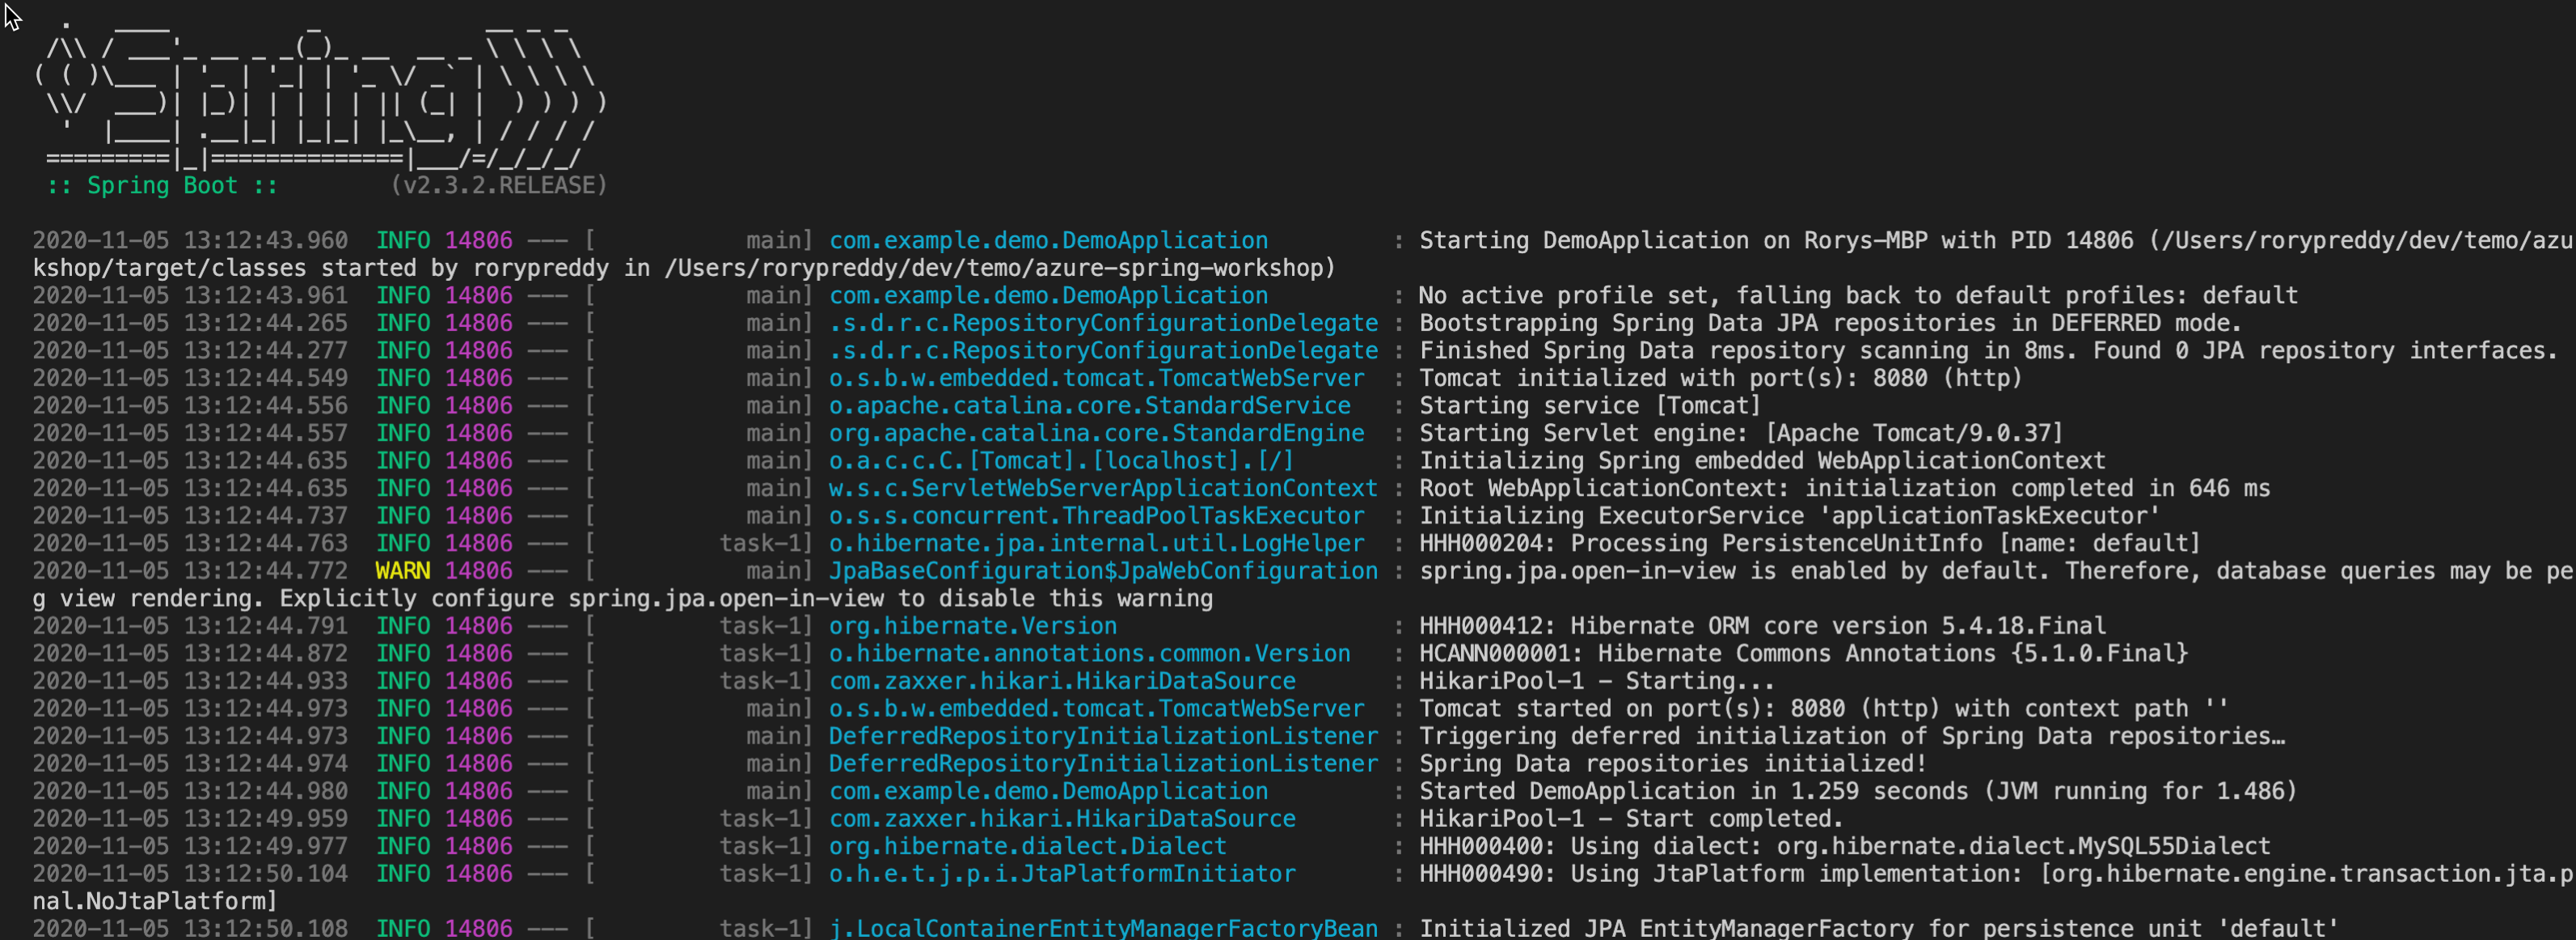 .   ____          _            __ _ _
 /\\ / ___'_ __ _ _(_)_ __  __ _ \ \ \ \
( ( )\___ | '_ | '_| | '_ \/ _` | \ \ \ \
 \\/  ___)| |_)| | | | | || (_| |  ) ) ) )
  '  |____| .__|_| |_|_| |_\__, | / / / /
 =========|_|==============|___/=/_/_/_/
 :: Spring Boot ::        (v2.3.2.RELEASE)
2020-11-05 13:12:43.960  INFO 14806 --- [           main] com.example.demo.DemoApplication         : Starting DemoApplication on Rorys-MBP with PID 14806 (/Users/rorypreddy/dev/temo/azu
kshop/target/classes started by rorypreddy in /Users/rorypreddy/dev/temo/azure-spring-workshop)
2020-11-05 13:12:43.961  INFO 14806 --- [           main] com.example.demo.DemoApplication         : No active profile set, falling back to default profiles: default
2020-11-05 13:12:44.265  INFO 14806 --- [           main] .s.d.r.c.RepositoryConfigurationDelegate : Bootstrapping Spring Data JPA repositories in DEFERRED mode.
2020-11-05 13:12:44.277  INFO 14806 --- [           main] .s.d.r.c.RepositoryConfigurationDelegate : Finished Spring Data repository scanning in 8ms. Found 0 JPA repository interfaces.
2020-11-05 13:12:44.549  INFO 14806 --- [           main] o.s.b.w.embedded.tomcat.TomcatWebServer  : Tomcat initialized with port(s): 8080 (http)
2020-11-05 13:12:44.556  INFO 14806 --- [           main] o.apache.catalina.core.StandardService   : Starting service [Tomcat]
2020-11-05 13:12:44.557  INFO 14806 --- [           main] org.apache.catalina.core.StandardEngine  : Starting Servlet engine: [Apache Tomcat/9.0.37]
2020-11-05 13:12:44.635  INFO 14806 --- [           main] o.a.c.c.C.[Tomcat].[localhost].[/]       : Initializing Spring embedded WebApplicationContext
2020-11-05 13:12:44.635  INFO 14806 --- [           main] w.s.c.ServletWebServerApplicationContext : Root WebApplicationContext: initialization completed in 646 ms
2020-11-05 13:12:44.737  INFO 14806 --- [           main] o.s.s.concurrent.ThreadPoolTaskExecutor  : Initializing ExecutorService 'applicationTaskExecutor'
2020-11-05 13:12:44.763  INFO 14806 --- [         task-1] o.hibernate.jpa.internal.util.LogHelper  : HHH000204: Processing PersistenceUnitInfo [name: default]
2020-11-05 13:12:44.772  WARN 14806 --- [           main] JpaBaseConfiguration$JpaWebConfiguration : spring.jpa.open-in-view is enabled by default. Therefore, database queries may be pe
g view rendering. Explicitly configure spring.jpa.open-in-view to disable this warning
2020-11-05 13:12:44.791  INFO 14806 --- [         task-1] org.hibernate.Version                    : HHH000412: Hibernate ORM core version 5.4.18.Final
2020-11-05 13:12:44.872  INFO 14806 --- [         task-1] o.hibernate.annotations.common.Version   : HCANN000001: Hibernate Commons Annotations {5.1.0.Final}
2020-11-05 13:12:44.933  INFO 14806 --- [         task-1] com.zaxxer.hikari.HikariDataSource       : HikariPool-1 - Starting...
2020-11-05 13:12:44.973  INFO 14806 --- [           main] o.s.b.w.embedded.tomcat.TomcatWebServer  : Tomcat started on port(s): 8080 (http) with context path ''
2020-11-05 13:12:44.973  INFO 14806 --- [           main] DeferredRepositoryInitializationListener : Triggering deferred initialization of Spring Data repositories…
2020-11-05 13:12:44.974  INFO 14806 --- [           main] DeferredRepositoryInitializationListener : Spring Data repositories initialized!
2020-11-05 13:12:44.980  INFO 14806 --- [           main] com.example.demo.DemoApplication         : Started DemoApplication in 1.259 seconds (JVM running for 1.486)
2020-11-05 13:12:49.959  INFO 14806 --- [         task-1] com.zaxxer.hikari.HikariDataSource       : HikariPool-1 - Start completed.
2020-11-05 13:12:49.977  INFO 14806 --- [         task-1] org.hibernate.dialect.Dialect            : HHH000400: Using dialect: org.hibernate.dialect.MySQL55Dialect
2020-11-05 13:12:50.104  INFO 14806 --- [         task-1] o.h.e.t.j.p.i.JtaPlatformInitiator       : HHH000490: Using JtaPlatform implementation: [org.hibernate.engine.transaction.jta.p
nal.NoJtaPlatform]
2020-11-05 13:12:50.108  INFO 14806 --- [         task-1] j.LocalContainerEntityManagerFactoryBean : Initialized JPA EntityManagerFactory for persistence unit 'default'